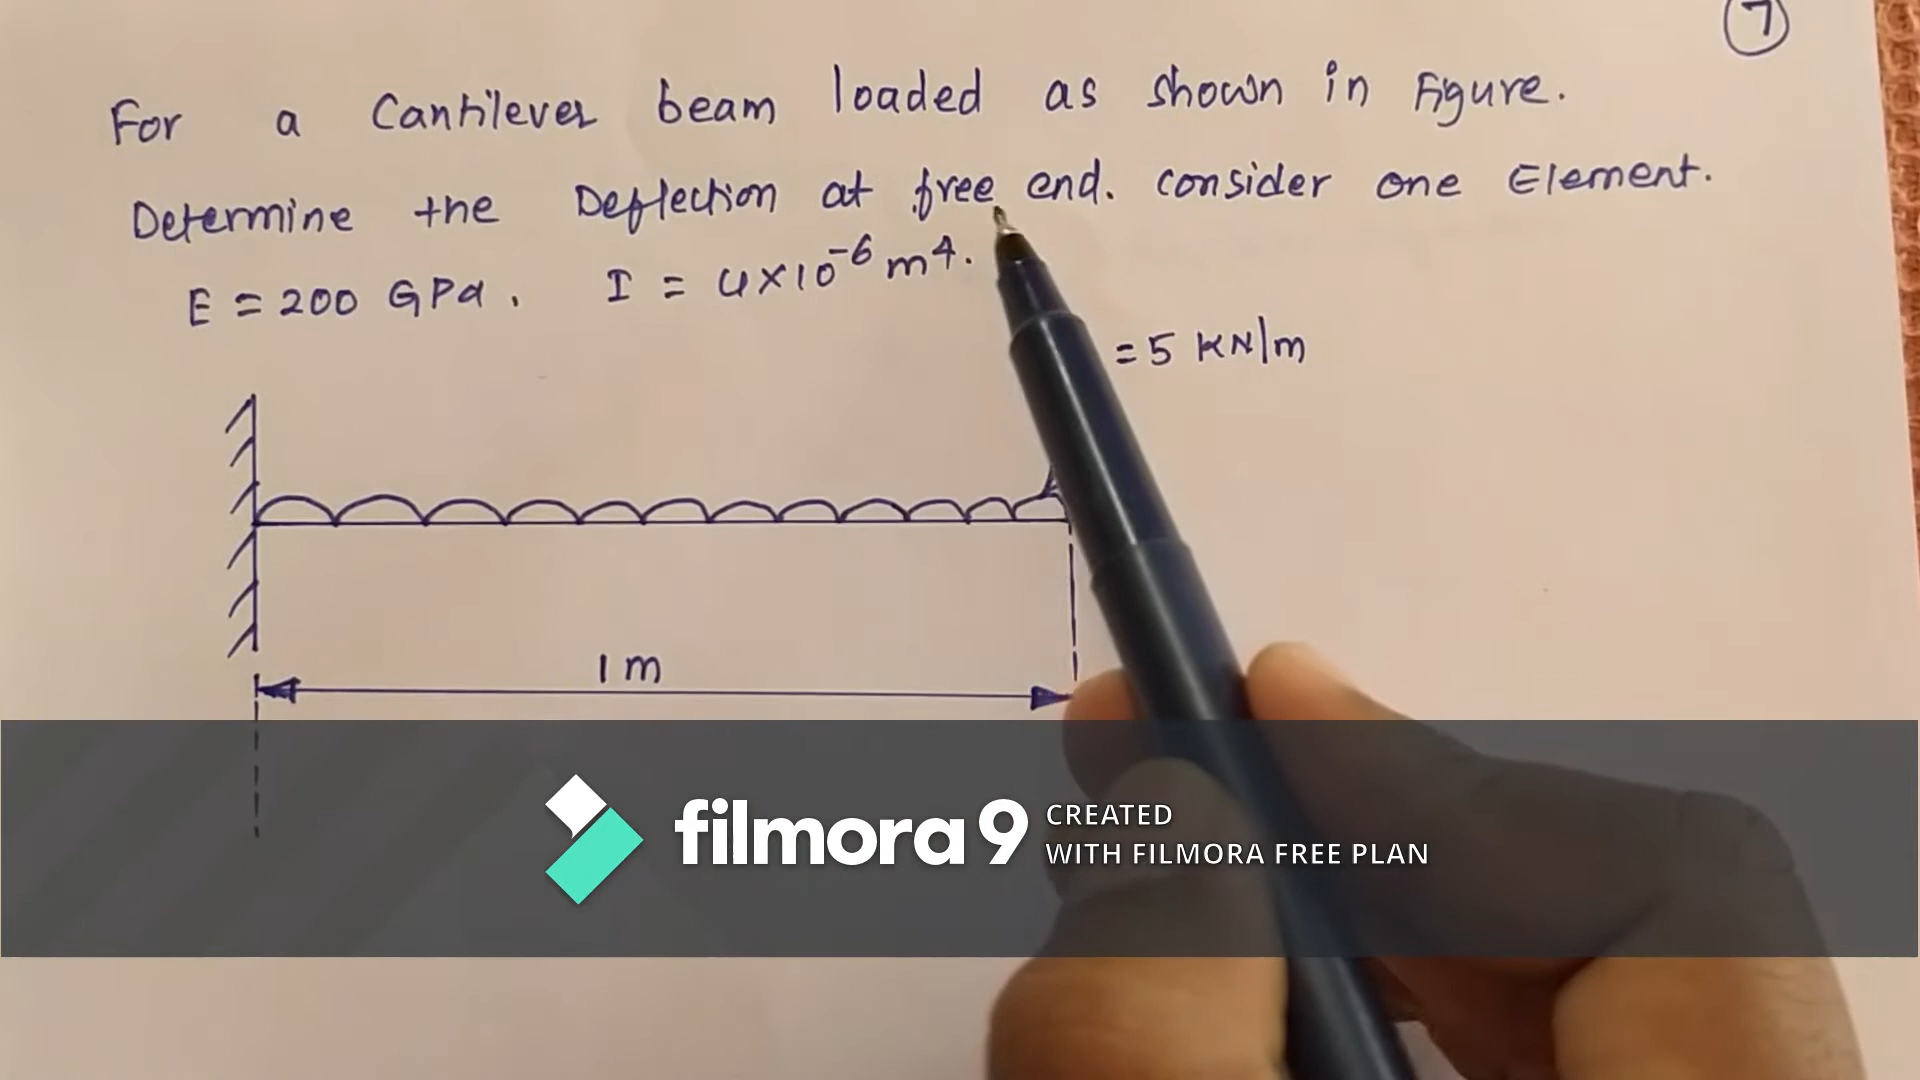 7
For a Cantilever beam loaded as shown in Figure.
Determine the Deflection at free end. consider one Element.
E = 200 GPa. I = 4×10⁻⁶ m⁴.
= 5 KN/m
1 m
filmora 9
CREATED
WITH FILMORA FREE PLAN